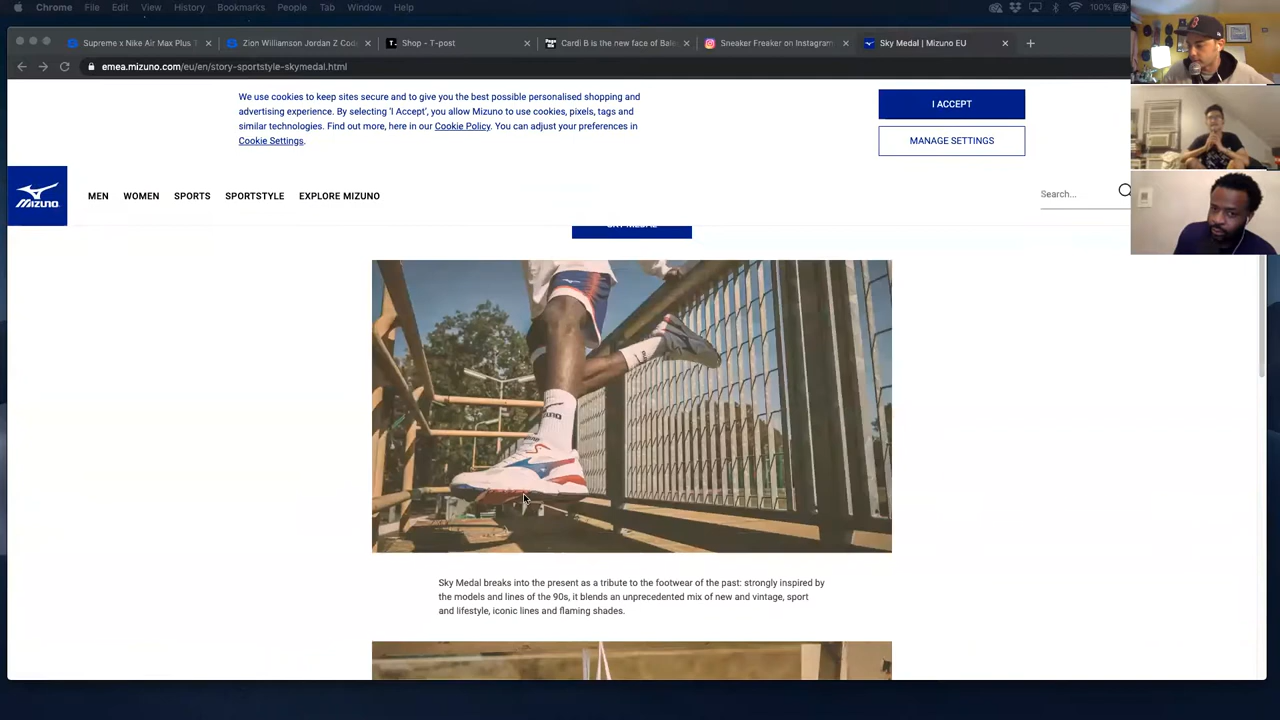 Chrome File Edit View History Bookmarks People Tab Window Help 100%
Supreme x Nike Air Max Plus T Zion Williamson Jordan Z Cod Shop - T-post Cardi B is the new face of Bale Sneaker Freaker on Instagram Sky Medal | Mizuno EU
emea.mizuno.com/eu/en/story-sportstyle-skymedal.html
We use cookies to keep sites secure and to give you the best possible personalised shopping and
advertising experience. By selecting 'I Accept', you allow Mizuno to use cookies, pixels, tags and
similar technologies. Find out more, here in our Cookie Policy. You can adjust your preferences in
Cookie Settings.
I ACCEPT
MANAGE SETTINGS
MIZUNO
MEN WOMEN SPORTS SPORTSTYLE EXPLORE MIZUNO
Search...
SKY MEDAL
Sky Medal breaks into the present as a tribute to the footwear of the past: strongly inspired by
the models and lines of the 90s, it blends an unprecedented mix of new and vintage, sport
and lifestyle, iconic lines and flaming shades.